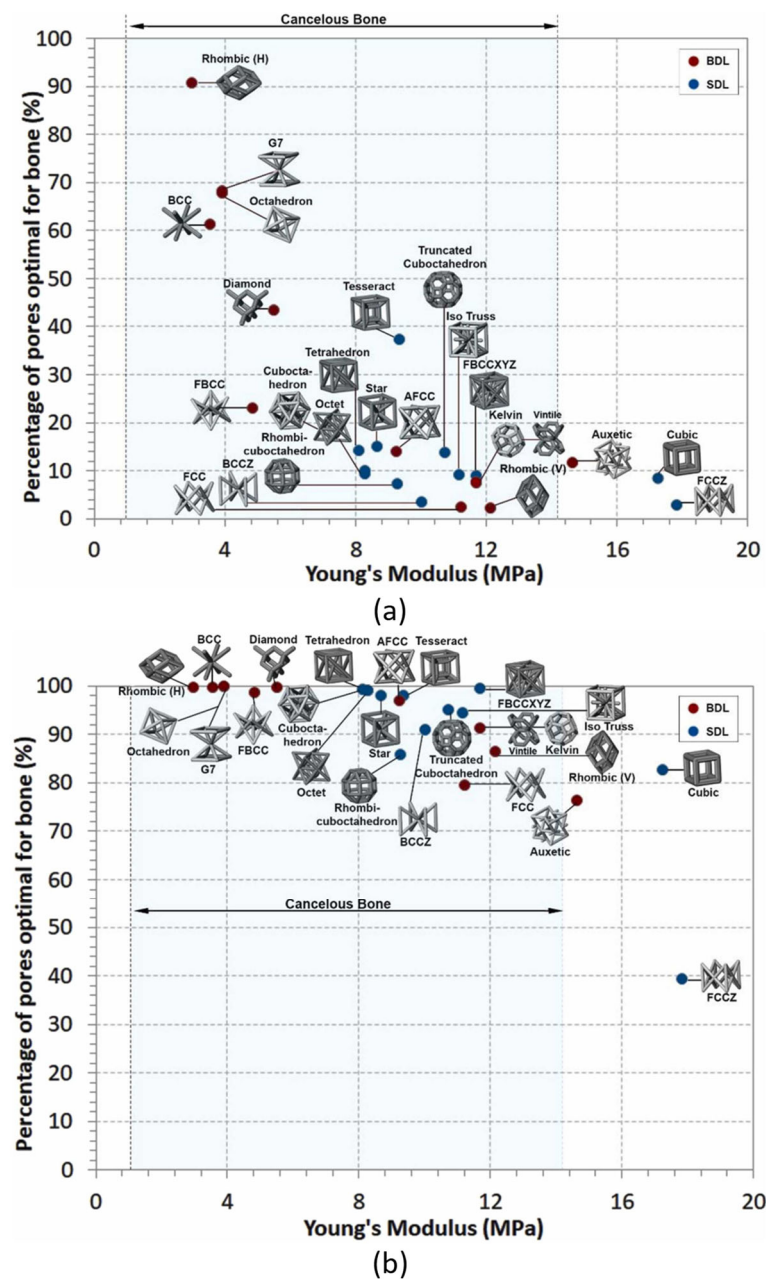 Cancelous Bone
100
90
80
70
60
50
40
30
20
10
0
Percentage of pores optimal for bone (%)
BDL
SDL
Rhombic (H)
G7
BCC
Octahedron
Truncated
Cuboctahedron
Diamond
Tesseract
Iso Truss
Tetrahedron
Cubocta-
hedron
FBCCXYZ
FBCC
Octet
Star
AFCC
Kelvin
Vintile
Rhombi-
cuboctahedron
Auxetic
Cubic
BCCZ
FCC
Rhombic (V)
FCCZ
0
4
8
12
16
20
Young's Modulus (MPa)
(a)
BCC
Diamond
Tetrahedron
AFCC
Tesseract
100
90
80
70
60
50
40
30
20
10
0
Percentage of pores optimal for bone (%)
BDL
SDL
Rhombic (H)
FBCCXYZ
Iso Truss
Octahedron
G7
FBCC
Cubocta-
hedron
Star
Truncated
Cuboctahedron
Vintile
Kelvin
Rhombic (V)
Octet
Rhombi-
cuboctahedron
FCC
Cubic
BCCZ
Auxetic
Cancelous Bone
FCCZ
0
4
8
12
16
20
Young's Modulus (MPa)
(b)